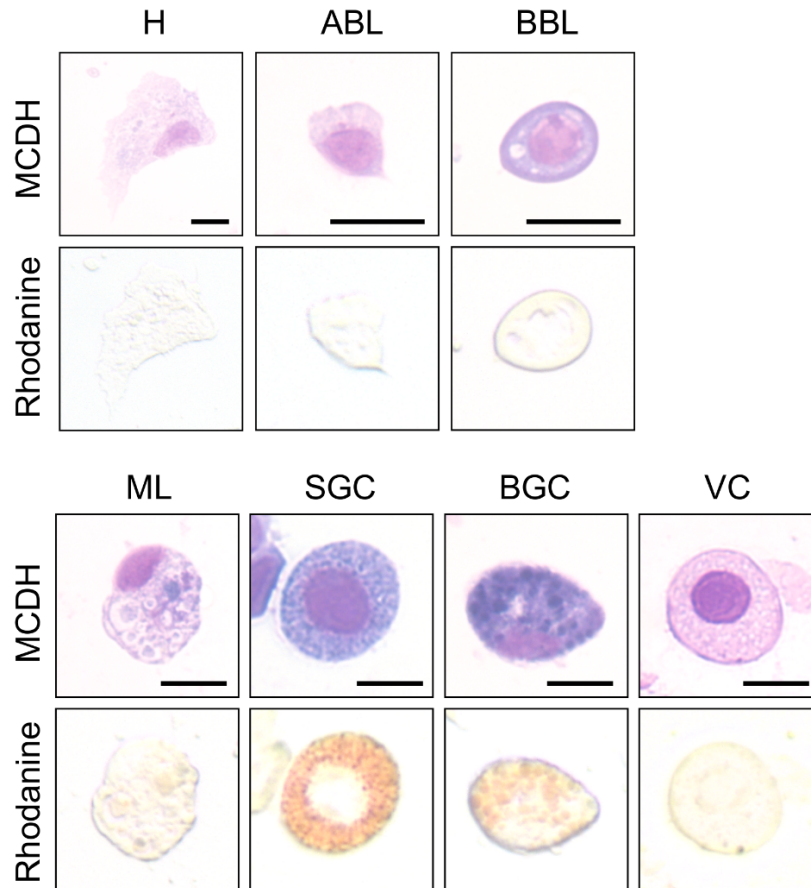 H ABL BBL
MCDH
Rhodanine
ML SGC BGC VC
MCDH
Rhodanine